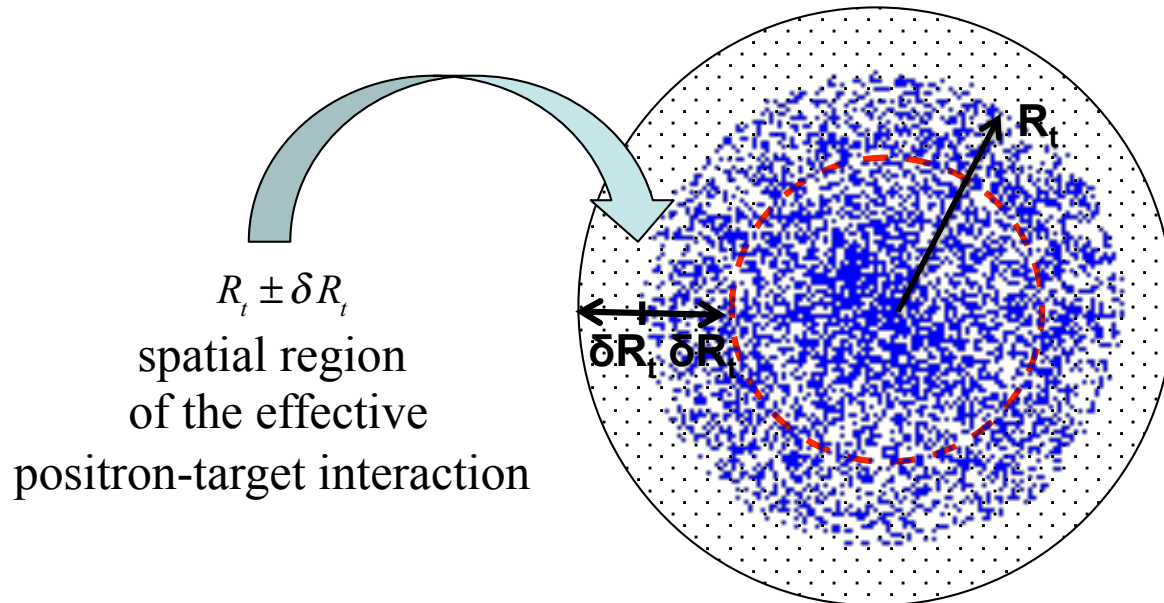 R_t
δR_t δR_t
R_t ± δR_t
spatial region
of the effective
positron-target interaction